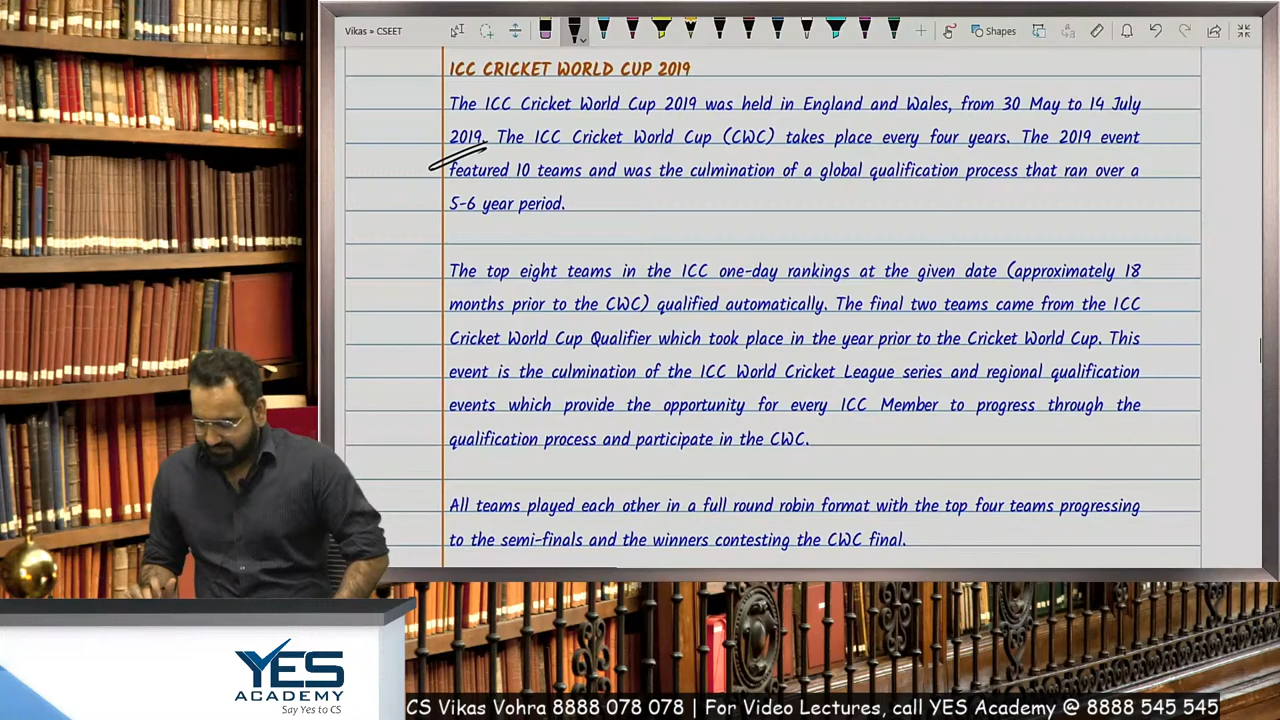 Vikas » CSEET
Shapes
ICC CRICKET WORLD CUP 2019
The ICC Cricket World Cup 2019 was held in England and Wales, from 30 May to 14 July
2019. The ICC Cricket World Cup (CWC) takes place every four years. The 2019 event
featured 10 teams and was the culmination of a global qualification process that ran over a
5-6 year period.
The top eight teams in the ICC one-day rankings at the given date (approximately 18
months prior to the CWC) qualified automatically. The final two teams came from the ICC
Cricket World Cup Qualifier which took place in the year prior to the Cricket World Cup. This
event is the culmination of the ICC World Cricket League series and regional qualification
events which provide the opportunity for every ICC Member to progress through the
qualification process and participate in the CWC.
All teams played each other in a full round robin format with the top four teams progressing
to the semi-finals and the winners contesting the CWC final.
YES
ACADEMY
Say Yes to CS
CS Vikas Vohra 8888 078 078 | For Video Lectures, call YES Academy @ 8888 545 545